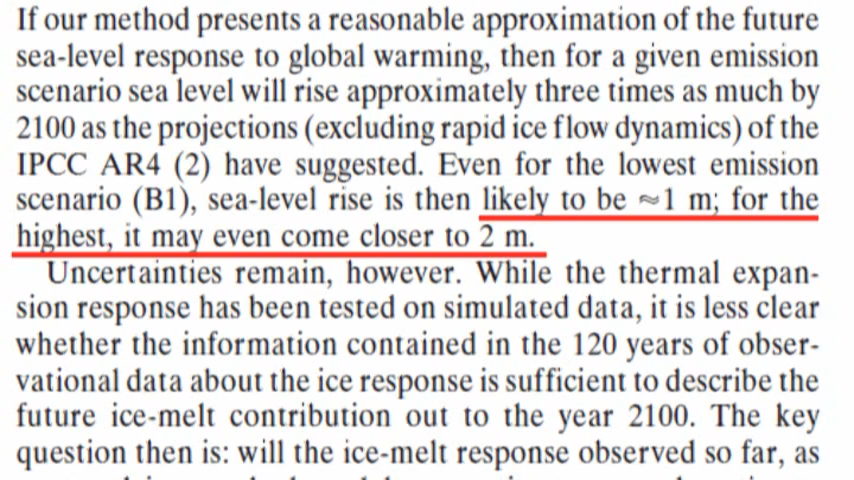 If our method presents a reasonable approximation of the future
sea-level response to global warming, then for a given emission
scenario sea level will rise approximately three times as much by
2100 as the projections (excluding rapid ice flow dynamics) of the
IPCC AR4 (2) have suggested. Even for the lowest emission
scenario (B1), sea-level rise is then likely to be ≈1 m; for the
highest, it may even come closer to 2 m.
Uncertainties remain, however. While the thermal expan-
sion response has been tested on simulated data, it is less clear
whether the information contained in the 120 years of obser-
vational data about the ice response is sufficient to describe the
future ice-melt contribution out to the year 2100. The key
question then is: will the ice-melt response observed so far, as